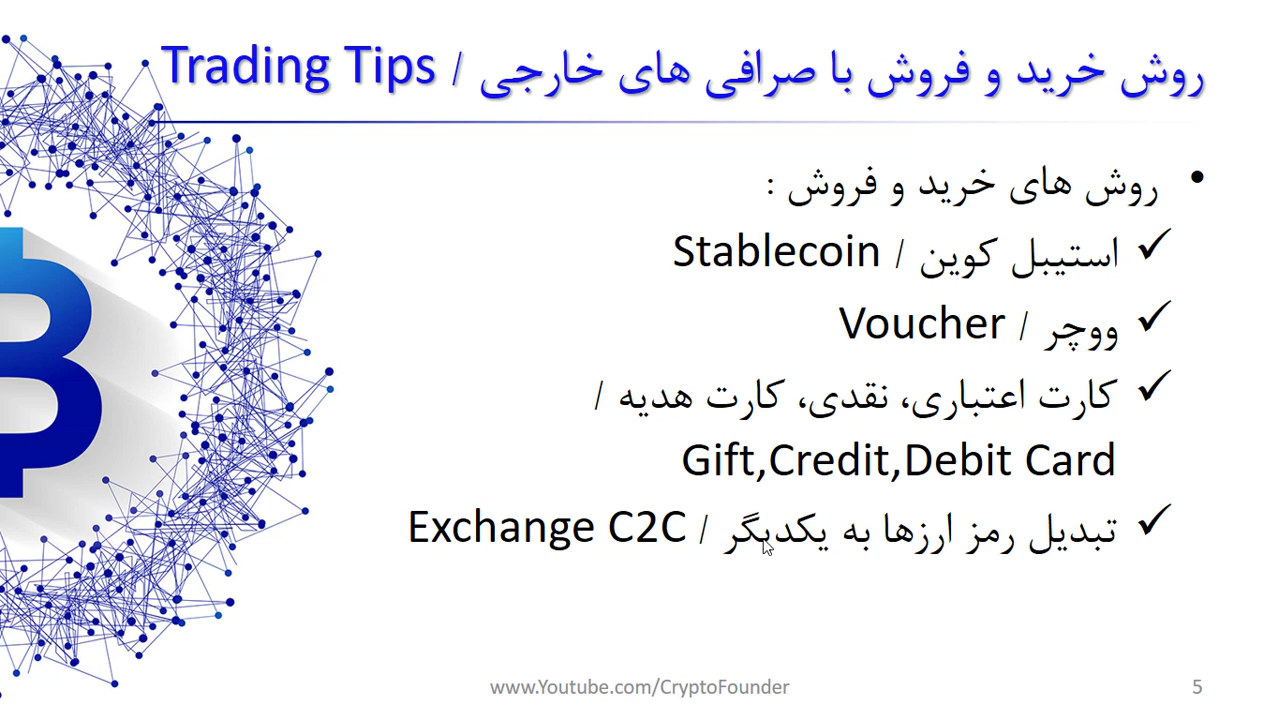 روش خرید و فروش با صرافی های خارجی / Trading Tips
• روش های خرید و فروش :
✓ استیبل کوین / Stablecoin
✓ ووچر / Voucher
✓ کارت اعتباری، نقدی، کارت هدیه /
Gift,Credit,Debit Card
✓ تبدیل رمز ارزها به یکدیگر / Exchange C2C
www.Youtube.com/CryptoFounder
5